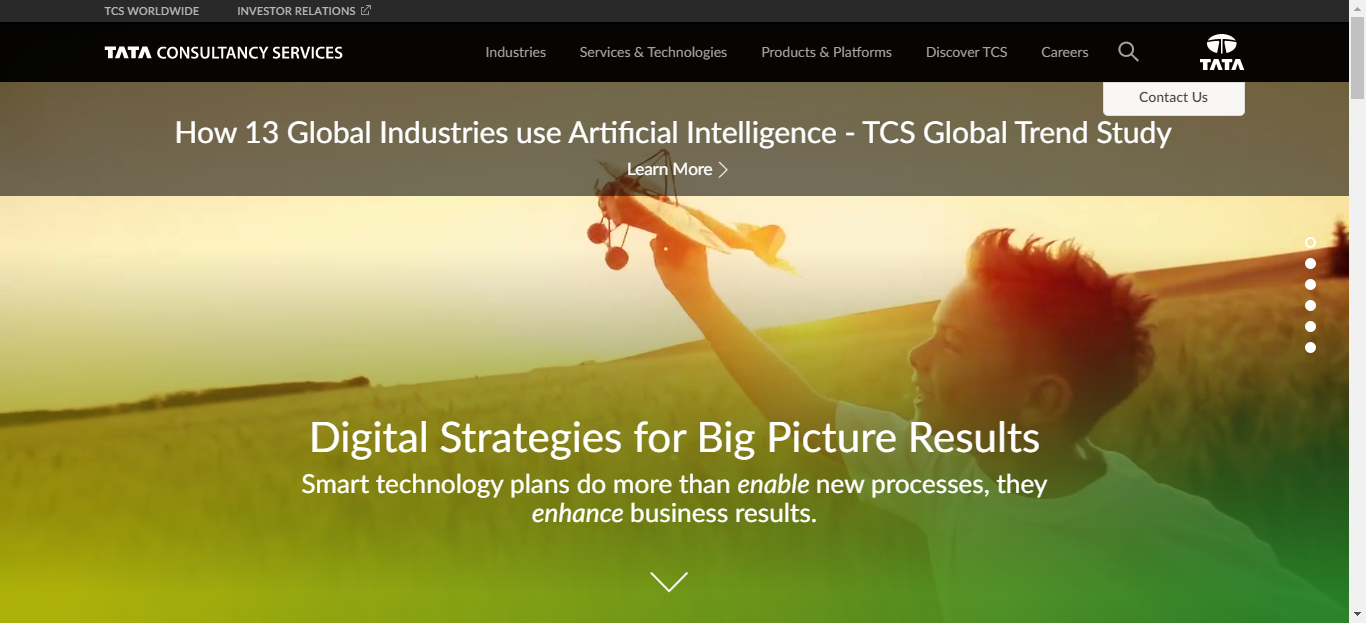 TCS WORLDWIDE INVESTOR RELATIONS
TATA CONSULTANCY SERVICES Industries Services & Technologies Products & Platforms Discover TCS Careers TATA
Contact Us
How 13 Global Industries use Artificial Intelligence - TCS Global Trend Study
Learn More
Digital Strategies for Big Picture Results
Smart technology plans do more than enable new processes, they
enhance business results.